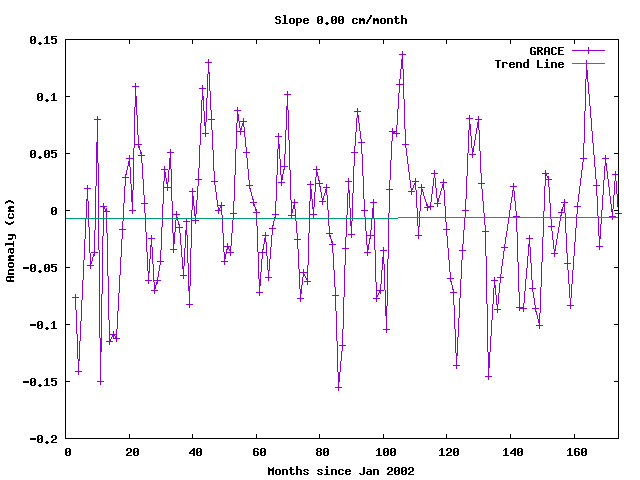 Slope 0.00 cm/month
GRACE
Trend Line
0.15
0.1
0.05
0
-0.05
-0.1
-0.15
-0.2
Anomaly (cm)
0 20 40 60 80 100 120 140 160
Months since Jan 2002